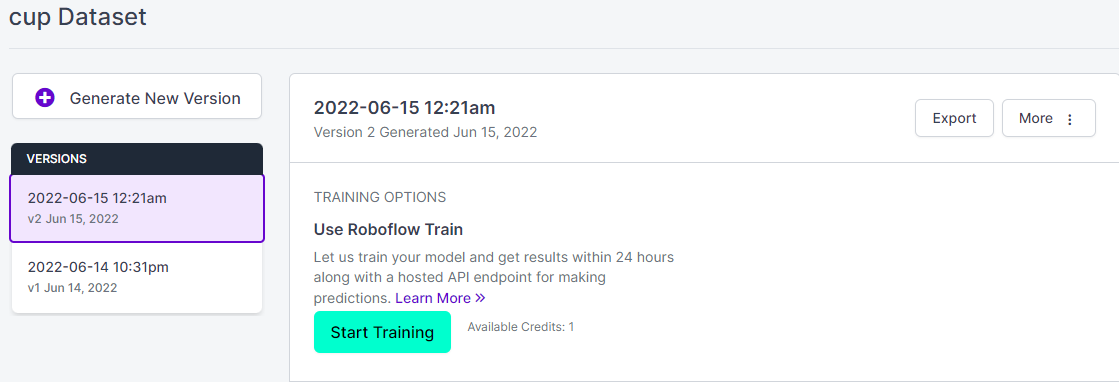 cup Dataset
Generate New Version
VERSIONS
2022-06-15 12:21am
v2 Jun 15, 2022
2022-06-14 10:31pm
v1 Jun 14, 2022
2022-06-15 12:21am
Version 2 Generated Jun 15, 2022
Export
More
TRAINING OPTIONS
Use Roboflow Train
Let us train your model and get results within 24 hours
along with a hosted API endpoint for making
predictions. Learn More »
Start Training
Available Credits: 1